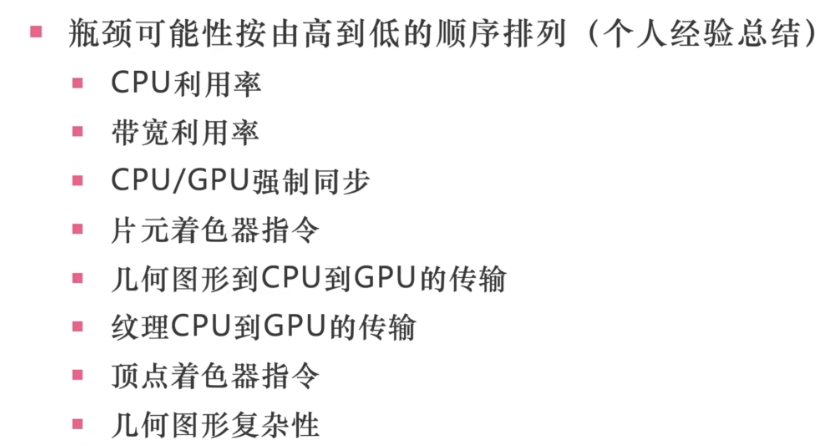 瓶颈可能性按由高到低的顺序排列（个人经验总结）
CPU利用率
带宽利用率
CPU/GPU强制同步
片元着色器指令
几何图形到CPU到GPU的传输
纹理CPU到GPU的传输
顶点着色器指令
几何图形复杂性